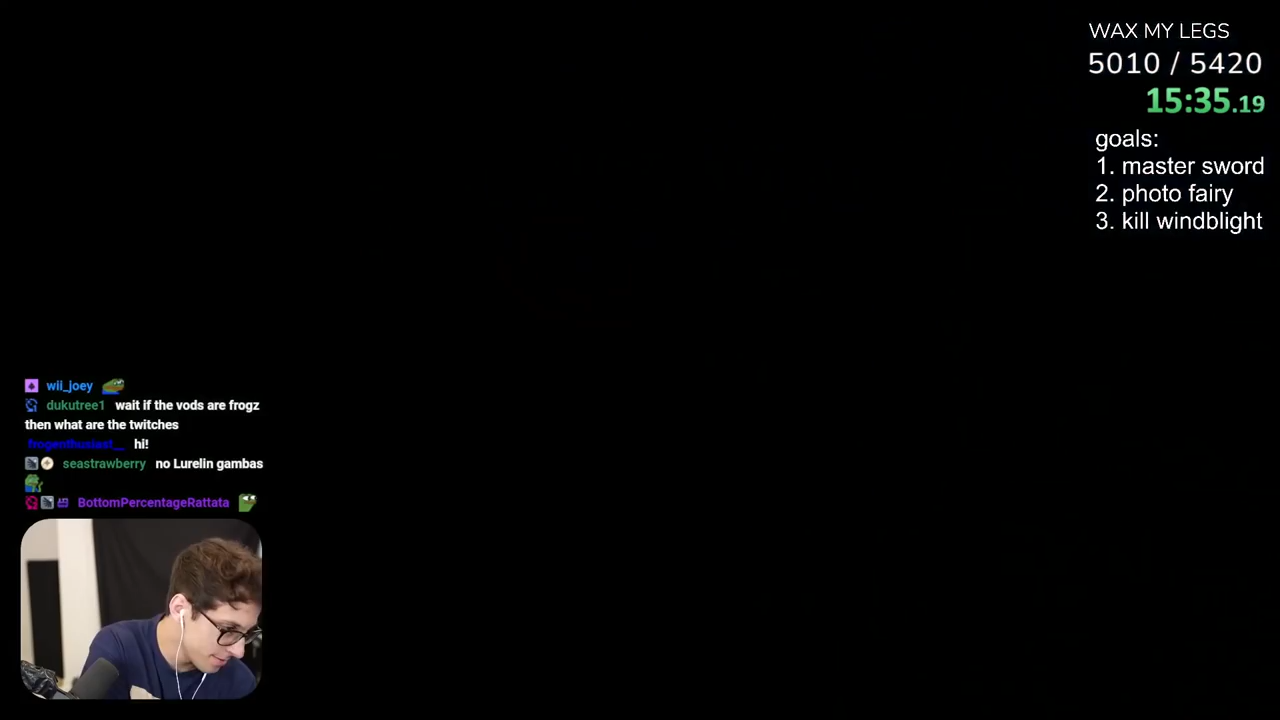 WAX MY LEGS
5010 / 5420
15:35.19
goals:
1. master sword
2. photo fairy
3. kill windblight
wii_joey
dukutree1 wait if the vods are frogz
then what are the twitches
frogenthusiast__ hi!
seastrawberry no Lurelin gambas
BottomPercentageRattata